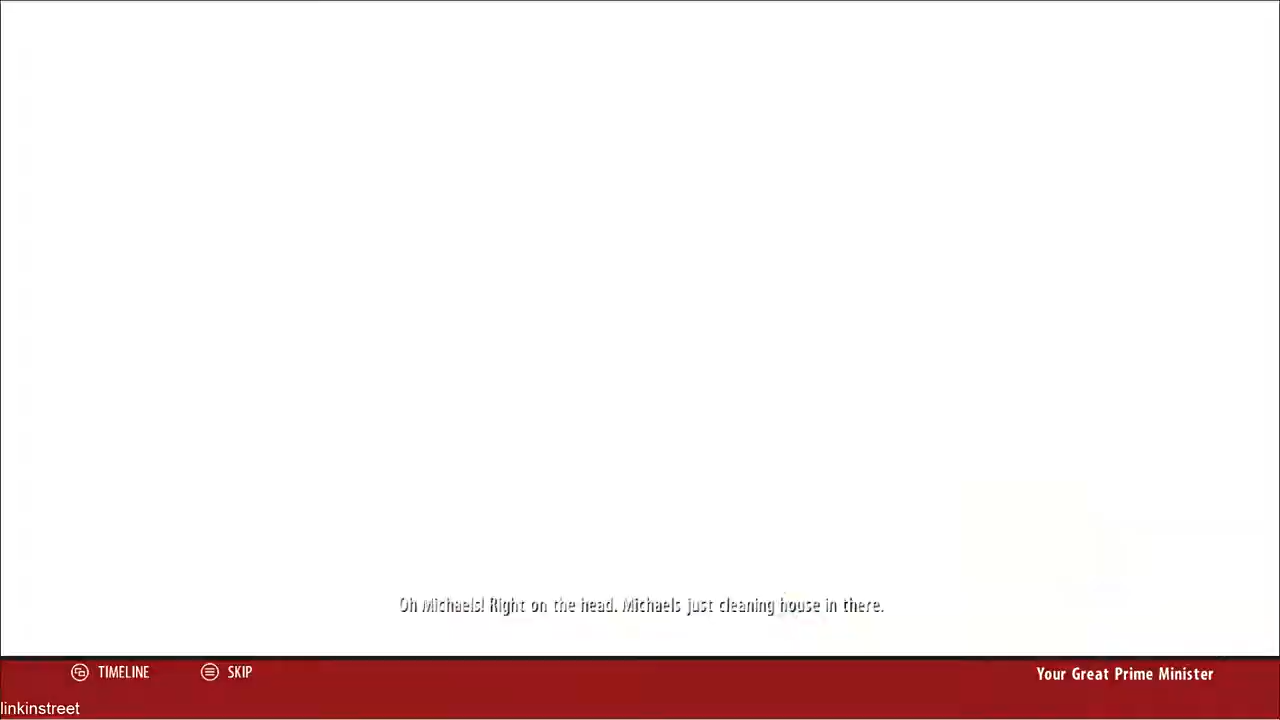 Oh Michaels! Right on the head. Michaels just cleaning house in there.
TIMELINE SKIP Your Great Prime Minister
linkinstreet